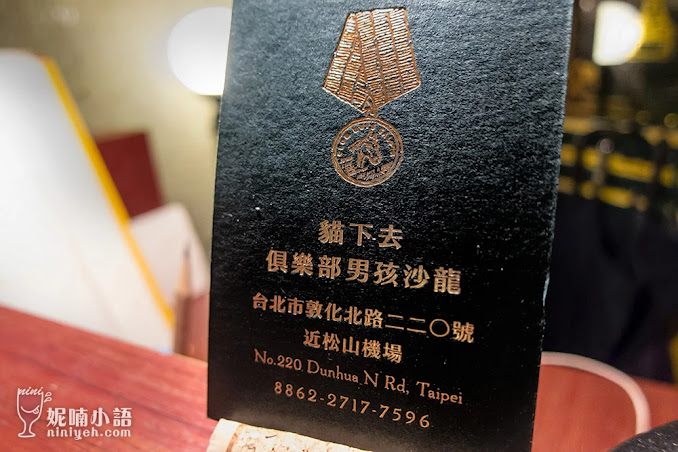 貓下去
俱樂部男孩沙龍
台北市敦化北路二二〇號
近松山機場
No.220 Dunhua N Rd, Taipei
8862-2717-7596
nini
妮喃小語
niniyeh.com